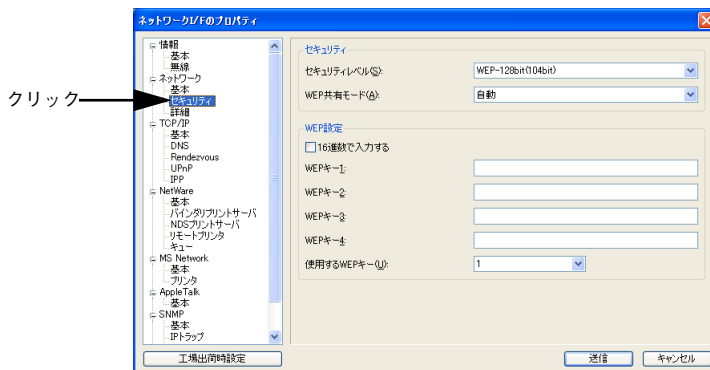 ネットワークI/Fのプロパティ
情報
基本
無線
ネットワーク
基本
セキュリティ
詳細
TCP/IP
基本
DNS
Rendezvous
UPnP
IPP
NetWare
基本
バインダリプリントサーバ
NDSプリントサーバ
リモートプリンタ
キュー
MS Network
基本
プリンタ
AppleTalk
基本
SNMP
基本
IPトラップ
クリック
セキュリティ
セキュリティレベル(S): WEP-128bit(104bit)
WEP共有モード(A): 自動
WEP設定
16進数で入力する
WEPキー1:
WEPキー2:
WEPキー3:
WEPキー4:
使用するWEPキー(U): 1
工場出荷時設定
送信
キャンセル